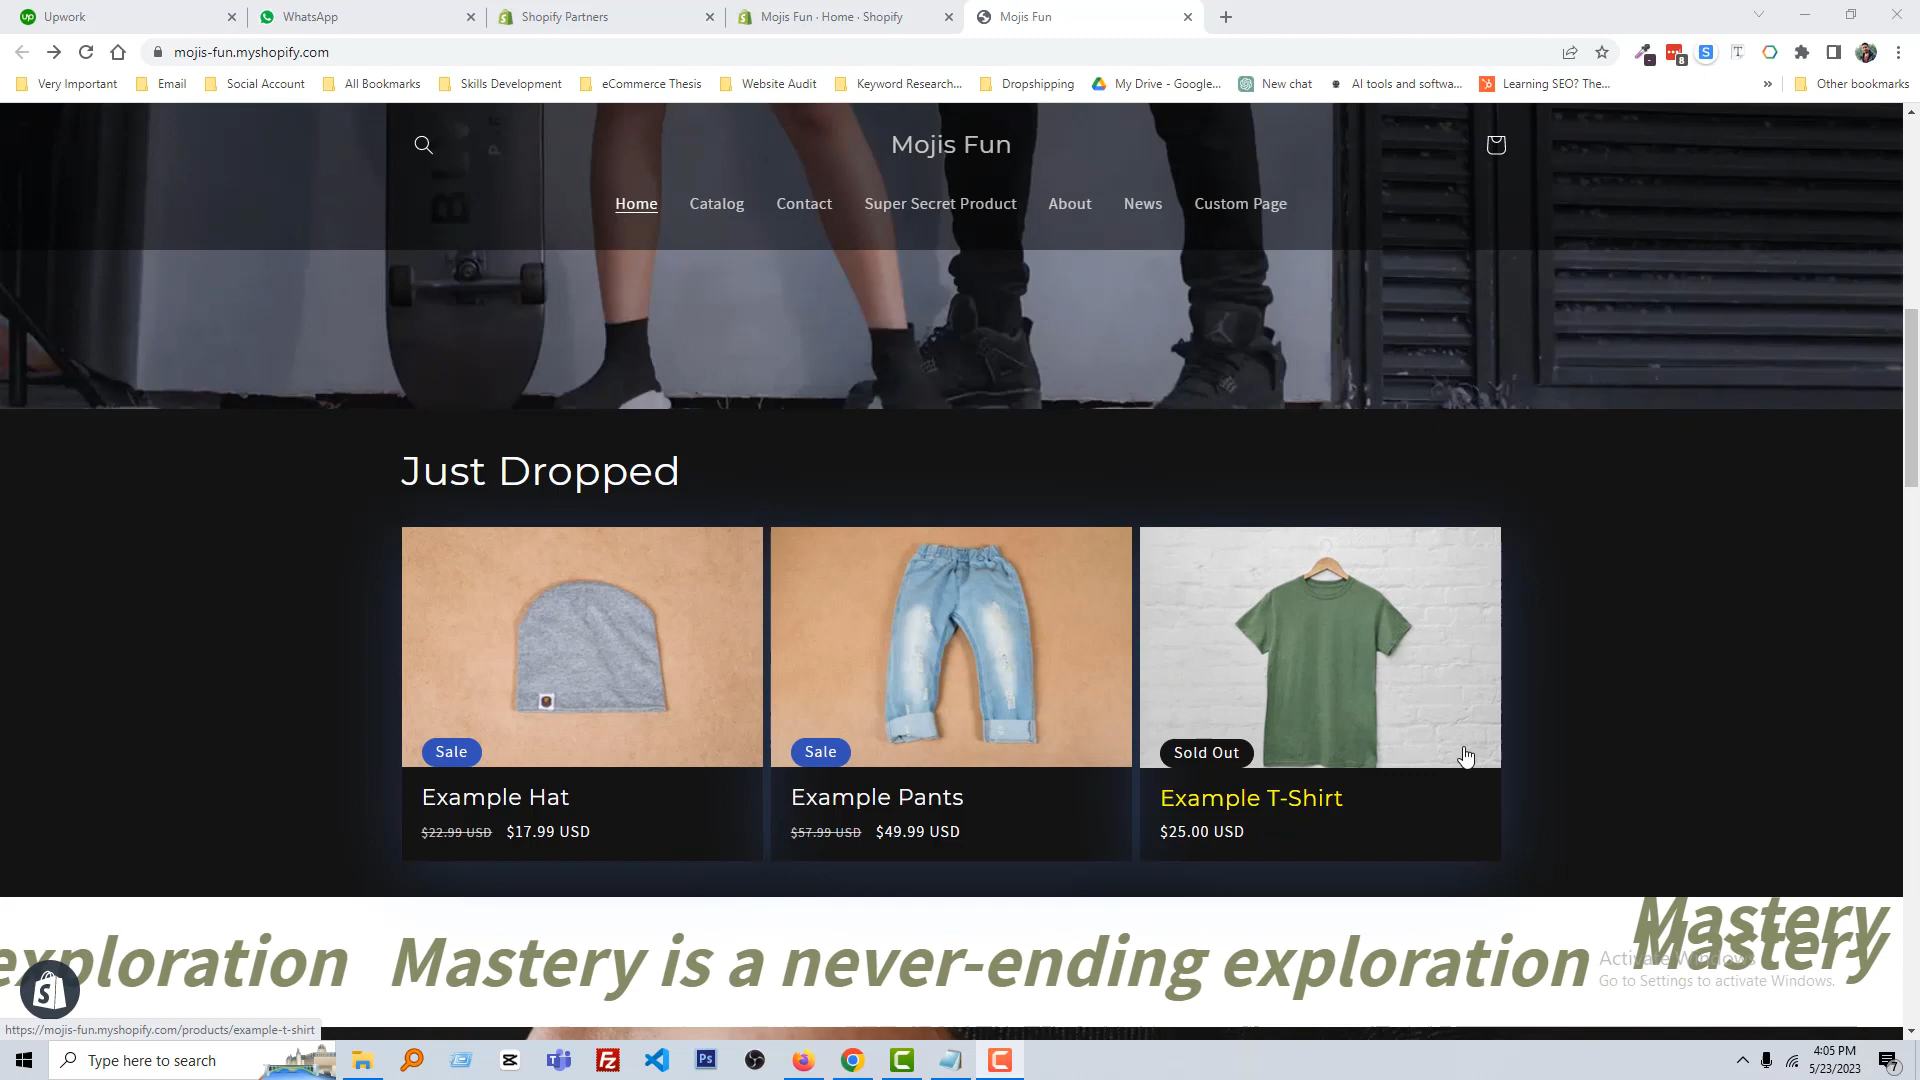 Upwork
WhatsApp
Shopify Partners
Mojis Fun · Home · Shopify
Mojis Fun
mojis-fun.myshopify.com
8
Very Important
Email
Social Account
All Bookmarks
Skills Development
eCommerce Thesis
Website Audit
Keyword Research...
Dropshipping
My Drive - Google...
New chat
AI tools and softwa...
Learning SEO? The...
»
Other bookmarks
Mojis Fun
Home
Catalog
Contact
Super Secret Product
About
News
Custom Page
Just Dropped
Sale
Sale
Sold Out
Example Hat
Example Pants
Example T-Shirt
$22.99 USD $17.99 USD
$57.99 USD $49.99 USD
$25.00 USD
Mastery
exploration Mastery is a never-ending exploration Mastery
Activate Windows
Go to Settings to activate Windows.
https://mojis-fun.myshopify.com/products/example-t-shirt
Type here to search
4:05 PM
5/23/2023
7